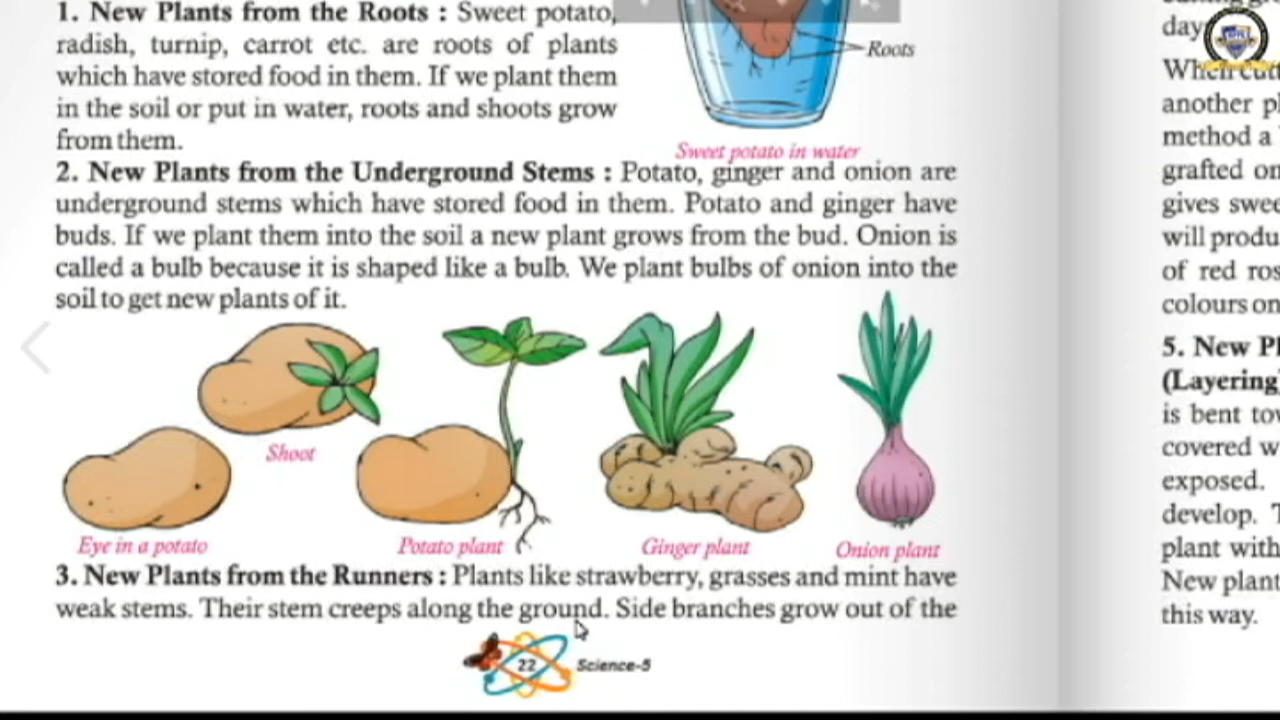 1. New Plants from the Roots : Sweet potato,
radish, turnip, carrot etc. are roots of plants
which have stored food in them. If we plant them
in the soil or put in water, roots and shoots grow
from them.
Roots
Sweet potato in water
2. New Plants from the Underground Stems : Potato, ginger and onion are
underground stems which have stored food in them. Potato and ginger have
buds. If we plant them into the soil a new plant grows from the bud. Onion is
called a bulb because it is shaped like a bulb. We plant bulbs of onion into the
soil to get new plants of it.
Shoot
Eye in a potato
Potato plant
Ginger plant
Onion plant
3. New Plants from the Runners : Plants like strawberry, grasses and mint have
weak stems. Their stem creeps along the ground. Side branches grow out of the
22 Science-5
day
When
another
method a
grafted
gives
will
of red
colours
5. New
(Layering)
is bent
covered
exposed.
develop.
plant with
New plant
this way.